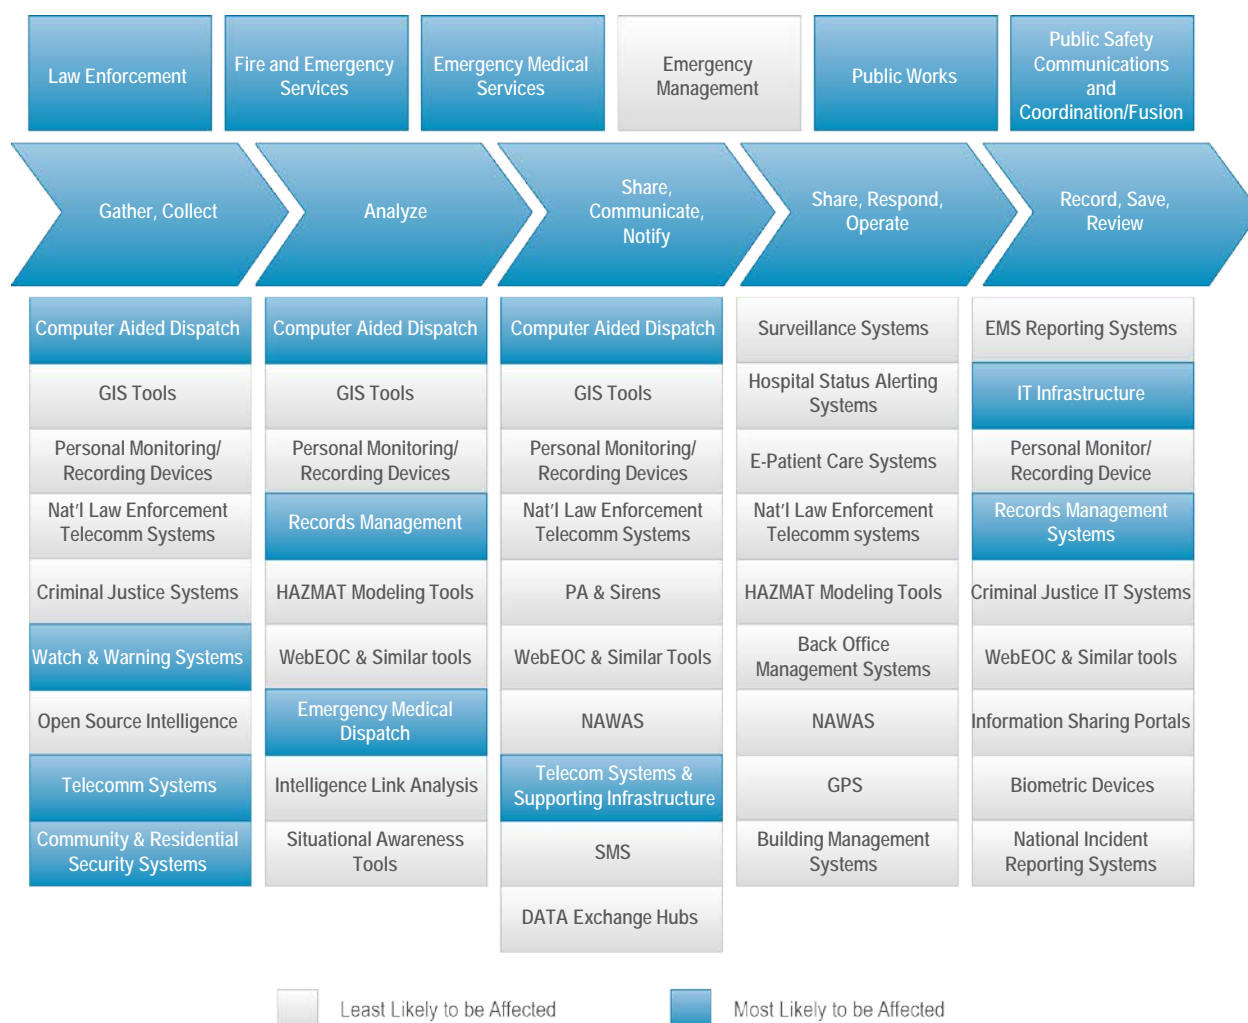 Law Enforcement
Fire and Emergency
Services
Emergency Medical
Services
Emergency
Management
Public Works
Public Safety
Communications
and
Coordination/Fusion
Gather, Collect
Analyze
Share,
Communicate,
Notify
Share, Respond,
Operate
Record, Save,
Review
Computer Aided Dispatch
GIS Tools
Personal Monitoring/
Recording Devices
Nat'l Law Enforcement
Telecomm Systems
Criminal Justice Systems
Watch & Warning Systems
Open Source Intelligence
Telecomm Systems
Community & Residential
Security Systems
Computer Aided Dispatch
GIS Tools
Personal Monitoring/
Recording Devices
Records Management
HAZMAT Modeling Tools
WebEOC & Similar tools
Emergency Medical
Dispatch
Intelligence Link Analysis
Situational Awareness
Tools
Computer Aided Dispatch
GIS Tools
Personal Monitoring/
Recording Devices
Nat'l Law Enforcement
Telecomm Systems
PA & Sirens
WebEOC & Similar Tools
NAWAS
Telecom Systems &
Supporting Infrastructure
SMS
DATA Exchange Hubs
Surveillance Systems
Hospital Status Alerting
Systems
E-Patient Care Systems
Nat'l Law Enforcement
Telecomm systems
HAZMAT Modeling Tools
Back Office
Management Systems
NAWAS
GPS
Building Management
Systems
EMS Reporting Systems
IT Infrastructure
Personal Monitor/
Recording Device
Records Management
Systems
Criminal Justice IT Systems
WebEOC & Similar tools
Information Sharing Portals
Biometric Devices
National Incident
Reporting Systems
Least Likely to be Affected
Most Likely to be Affected